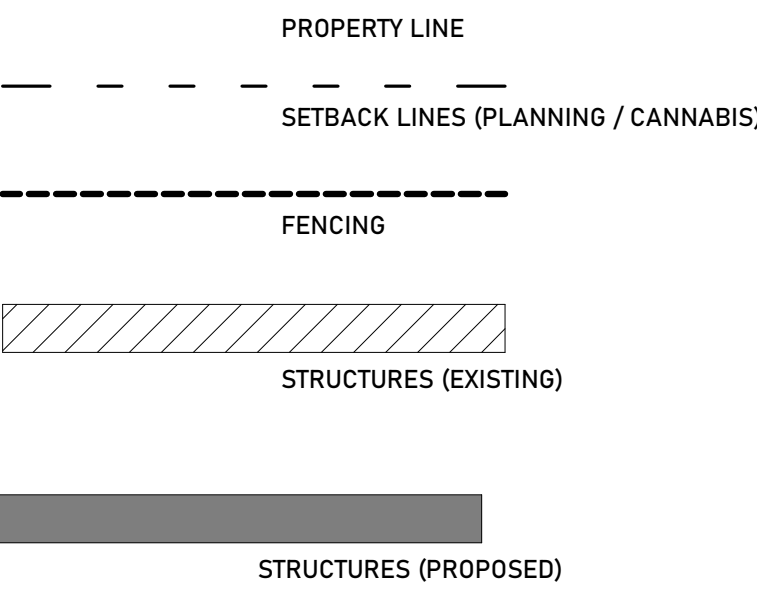 PROPERTY LINE
SETBACK LINES (PLANNING / CANNABIS)
FENCING
STRUCTURES (EXISTING)
STRUCTURES (PROPOSED)